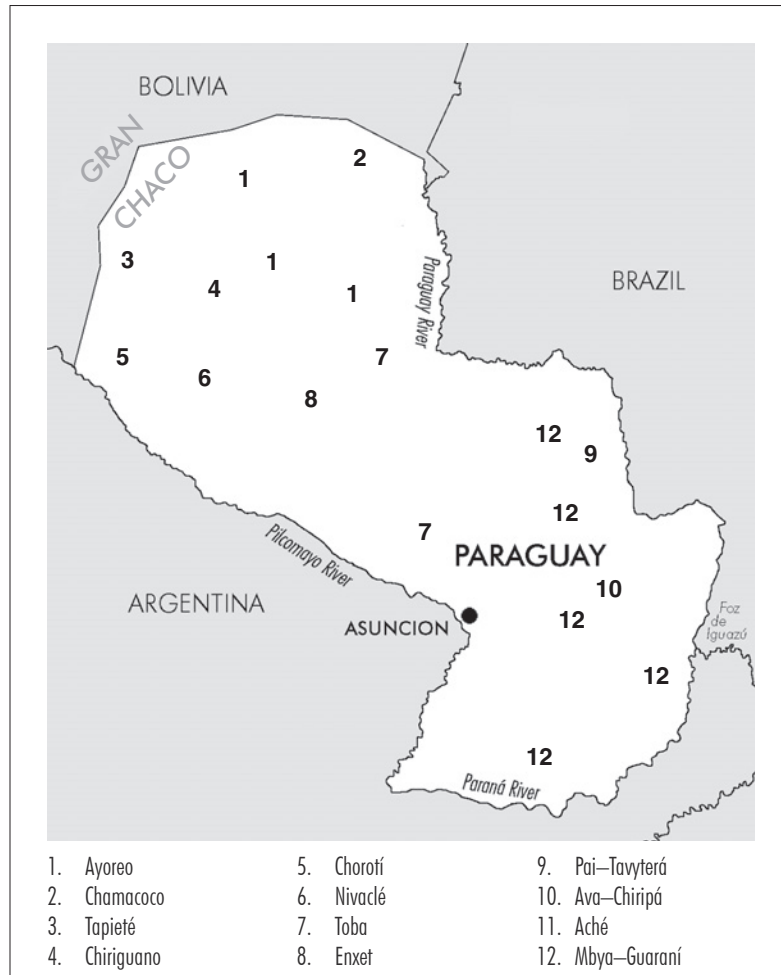 BOLIVIA
GRAN
CHACO
2
1
3
1
4
1
Paraguay River
BRAZIL
5
7
6
8
12
9
12
7
Pilcomayo River
PARAGUAY
10
ARGENTINA
Foz
de
Iguazú
ASUNCION
12
12
12
Paraná River
1. Ayoreo
2. Chamacoco
3. Tapieté
4. Chiriguano
5. Chorotí
6. Nivaclé
7. Toba
8. Enxet
9. Pai–Tavyterá
10. Ava–Chiripá
11. Aché
12. Mbya–Guaraní